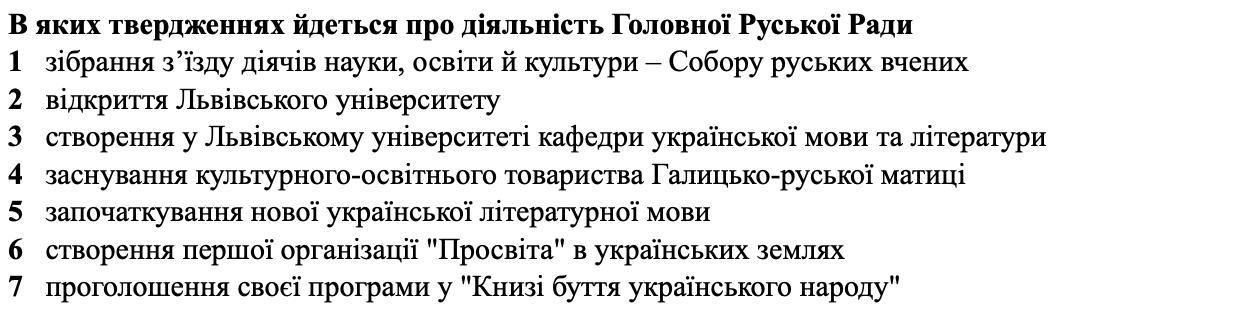 В яких твердженнях йдеться про діяльність Головної Руської Ради
1 зібрання з’їзду діячів науки, освіти й культури – Собору руських вчених
2 відкриття Львівського університету
3 створення у Львівському університеті кафедри української мови та літератури
4 заснування культурного-освітнього товариства Галицько-руської матиці
5 започаткування нової української літературної мови
6 створення першої організації "Просвіта" в українських землях
7 проголошення своєї програми у "Книзі буття українського народу"